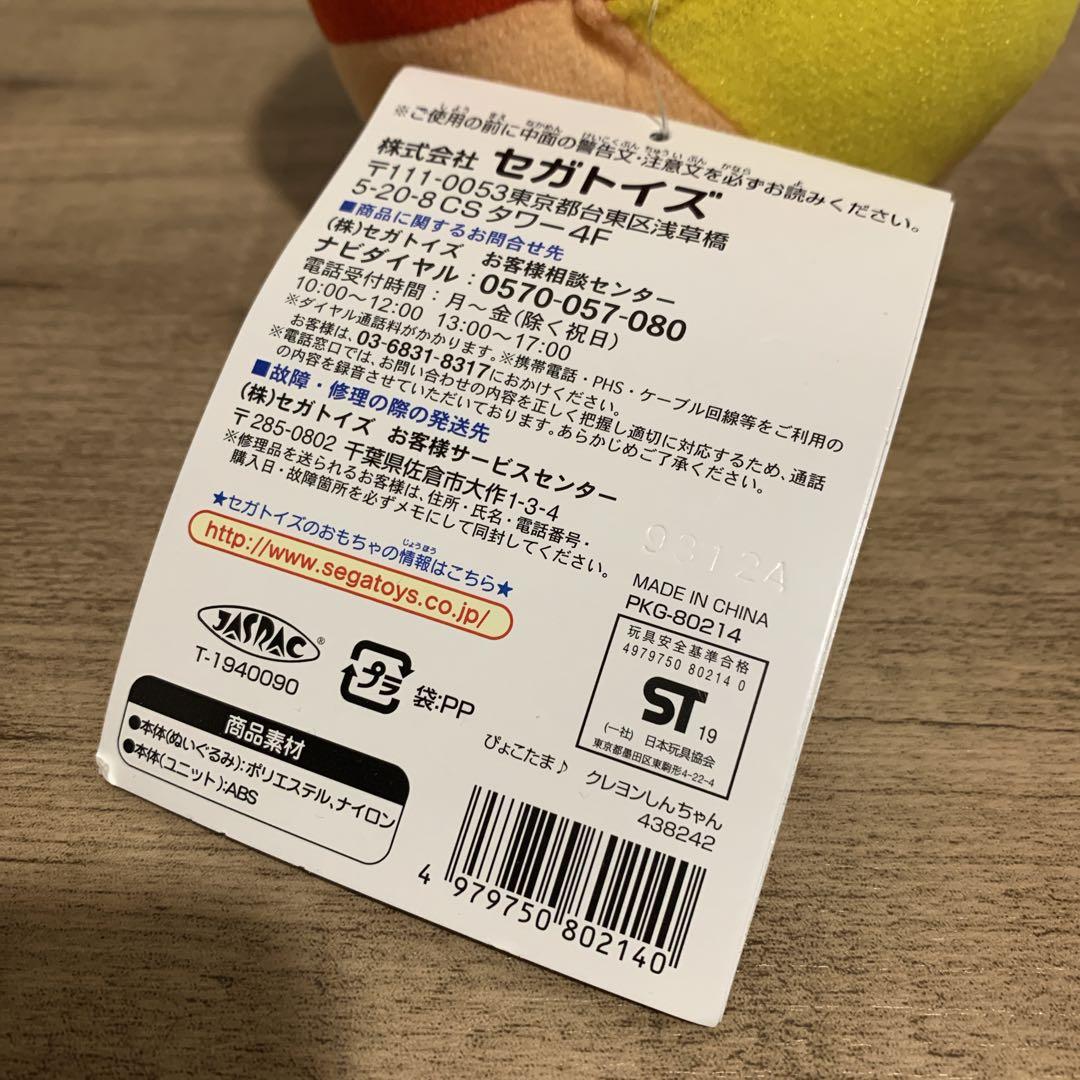 ※ご使用の前に中面の警告文・注意文を必ずお読みください。
株式会社 セガトイズ
〒111-0053東京都台東区浅草橋
5-20-8 CSタワー4F
■商品に関するお問合せ先
(株)セガトイズ お客様相談センター
ナビダイヤル：0570-057-080
電話受付時間：月〜金(除く祝日)
10:00〜12:00 13:00〜17:00
※ダイヤル通話料がかかります。※携帯電話・PHS・ケーブル回線等をご利用の
お客様は、03-6831-8317におかけください。
※電話窓口では、お問い合わせの内容を正しく把握し適切に対応するため、通話
の内容を録音させていただいております。あらかじめご了承ください。
■故障・修理の際の発送先
(株)セガトイズ お客様サービスセンター
〒285-0802 千葉県佐倉市大作1-3-4
※修理品を送られるお客様は、住所・氏名・電話番号・
購入日・故障箇所を必ずメモにして同封してください。
★セガトイズのおもちゃの情報はこちら★
http://www.segatoys.co.jp/
9312A
MADE IN CHINA
PKG-80214
玩具安全基準合格
4979750 80214 0
ST 19
(一社) 日本玩具協会
東京都墨田区東駒形4-22-4
JASRAC®
T-1940090
プラ
袋:PP
商品素材
●本体(ぬいぐるみ):ポリエステル、ナイロン
●本体(ユニット):ABS
ぴょこたま♪ クレヨンしんちゃん
438242
4 979750 802140